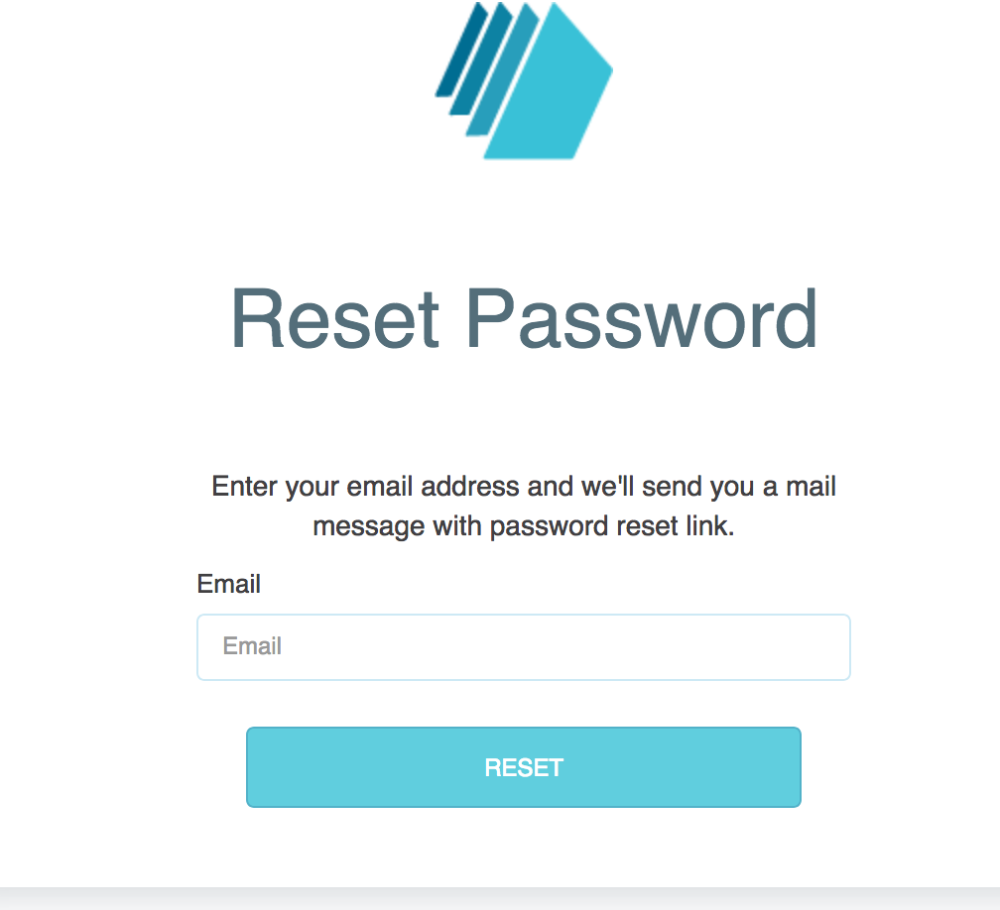 Reset Password
Enter your email address and we'll send you a mail
message with password reset link.
Email
Email
RESET